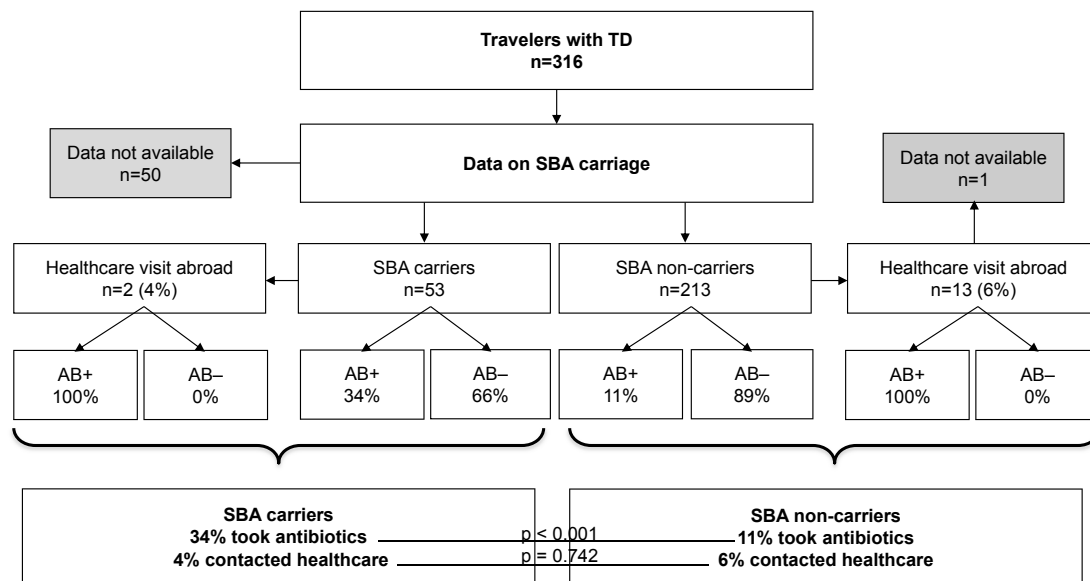 Travelers with TD
n=316
Data not available
n=50
Data on SBA carriage
Data not available
n=1
Healthcare visit abroad
n=2 (4%)
SBA carriers
n=53
SBA non-carriers
n=213
Healthcare visit abroad
n=13 (6%)
AB+
100%
AB–
0%
AB+
34%
AB–
66%
AB+
11%
AB–
89%
AB+
100%
AB–
0%
SBA carriers
34% took antibiotics
4% contacted healthcare
p < 0.001
p = 0.742
SBA non-carriers
11% took antibiotics
6% contacted healthcare